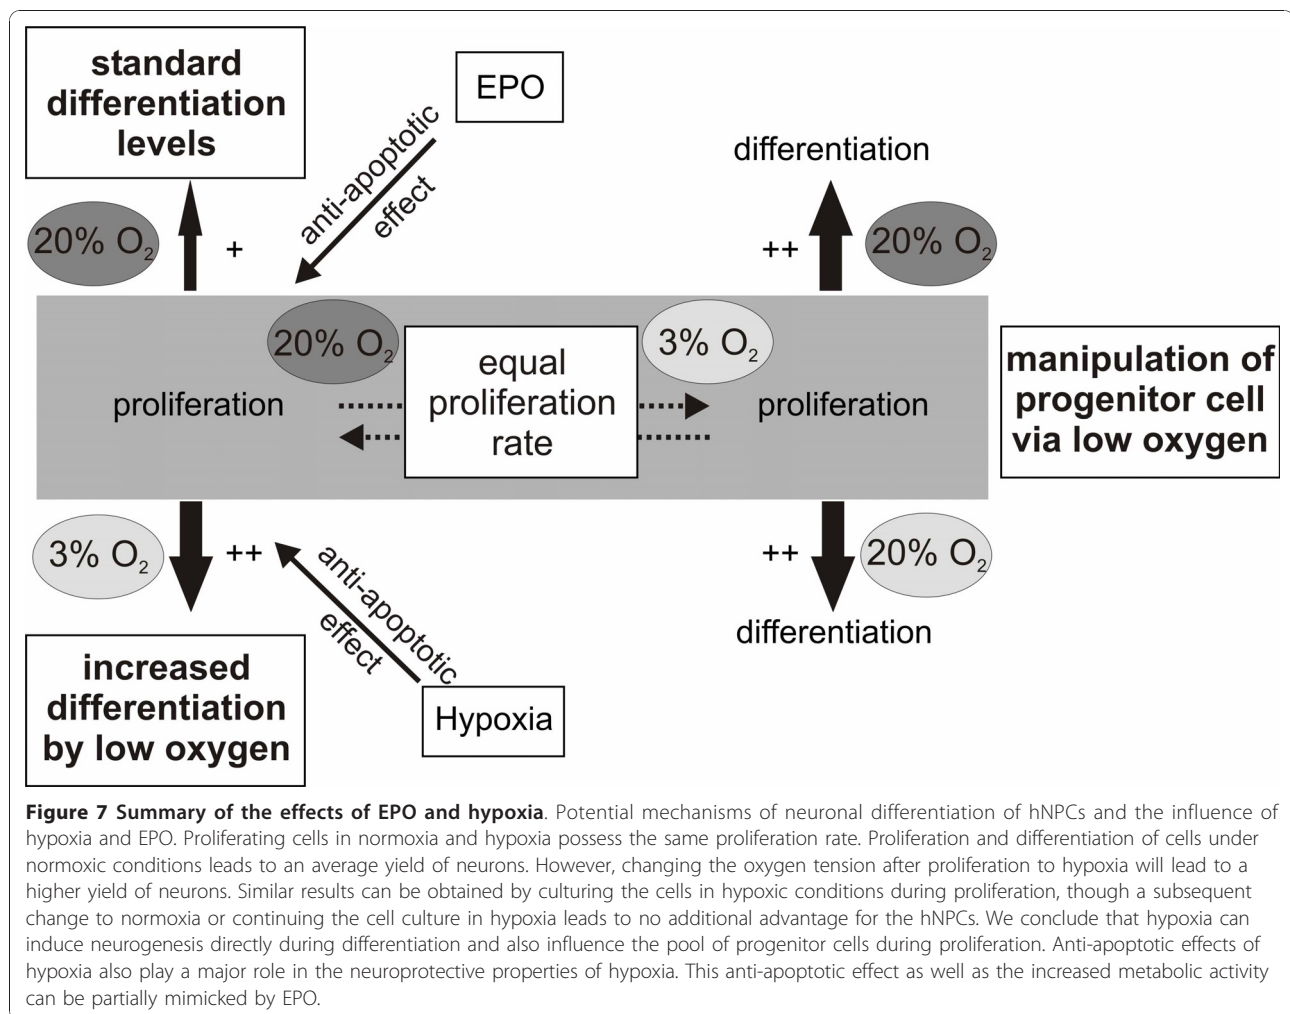 standard
differentiation
levels
EPO
anti-apoptotic
effect
differentiation
20% O₂
+
++
20% O₂
20% O₂
3% O₂
equal
proliferation
rate
proliferation
proliferation
manipulation of
progenitor cell
via low oxygen
3% O₂
++
anti-apoptotic
effect
++
20% O₂
differentiation
increased
differentiation
by low oxygen
Hypoxia
Figure 7 Summary of the effects of EPO and hypoxia. Potential mechanisms of neuronal differentiation of hNPCs and the influence of
hypoxia and EPO. Proliferating cells in normoxia and hypoxia possess the same proliferation rate. Proliferation and differentiation of cells under
normoxic conditions leads to an average yield of neurons. However, changing the oxygen tension after proliferation to hypoxia will lead to a
higher yield of neurons. Similar results can be obtained by culturing the cells in hypoxic conditions during proliferation, though a subsequent
change to normoxia or continuing the cell culture in hypoxia leads to no additional advantage for the hNPCs. We conclude that hypoxia can
induce neurogenesis directly during differentiation and also influence the pool of progenitor cells during proliferation. Anti-apoptotic effects of
hypoxia also play a major role in the neuroprotective properties of hypoxia. This anti-apoptotic effect as well as the increased metabolic activity
can be partially mimicked by EPO.